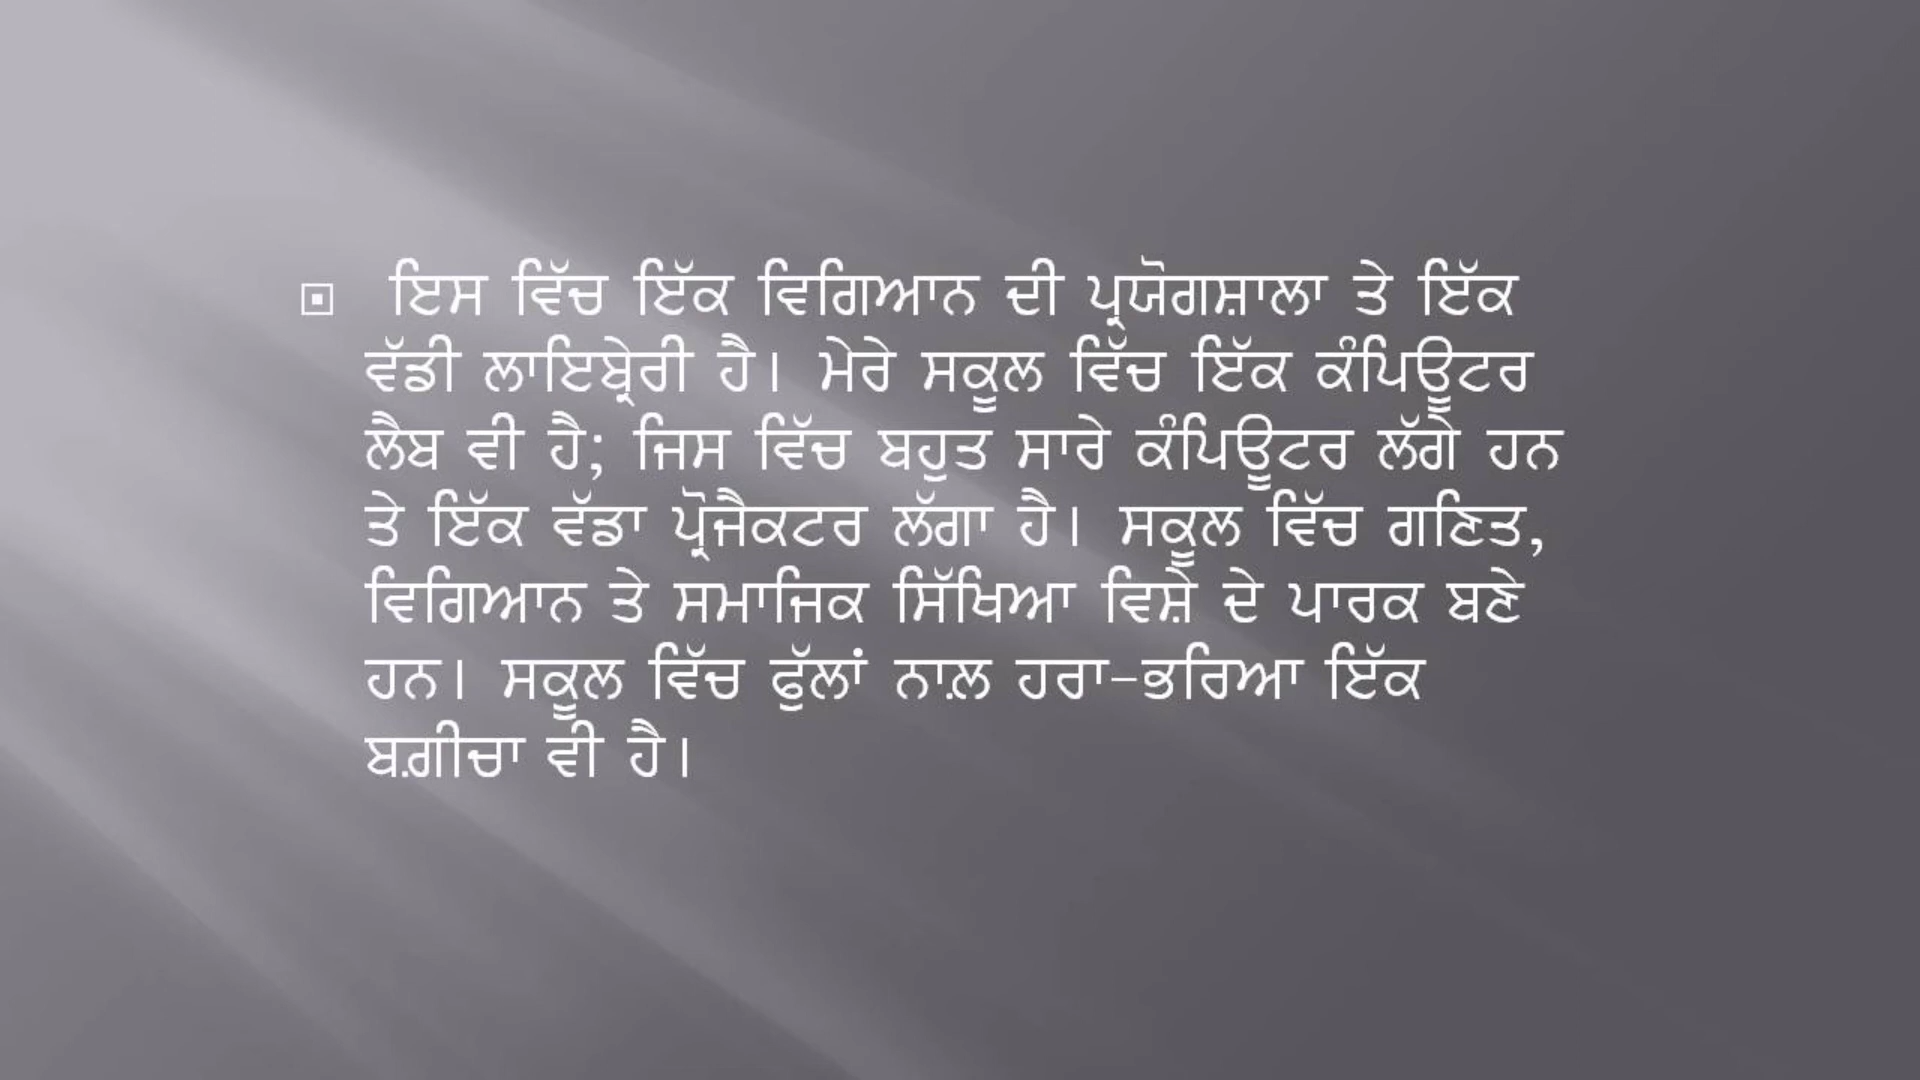 ਇਸ ਵਿੱਚ ਇੱਕ ਵਿਗਿਆਨ ਦੀ ਪ੍ਰਯੋਗਸ਼ਾਲਾ ਤੇ ਇੱਕ
ਵੱਡੀ ਲਾਇਬ੍ਰੇਰੀ ਹੈ। ਮੇਰੇ ਸਕੂਲ ਵਿੱਚ ਇੱਕ ਕੰਪਿਊਟਰ
ਲੈਬ ਵੀ ਹੈ; ਜਿਸ ਵਿੱਚ ਬਹੁਤ ਸਾਰੇ ਕੰਪਿਊਟਰ ਲੱਗੇ ਹਨ
ਤੇ ਇੱਕ ਵੱਡਾ ਪ੍ਰੋਜੈਕਟਰ ਲੱਗਾ ਹੈ। ਸਕੂਲ ਵਿੱਚ ਗਣਿਤ,
ਵਿਗਿਆਨ ਤੇ ਸਮਾਜਿਕ ਸਿੱਖਿਆ ਵਿਸ਼ੇ ਦੇ ਪਾਰਕ ਬਣੇ
ਹਨ। ਸਕੂਲ ਵਿੱਚ ਫੁੱਲਾਂ ਨਾਲ਼ ਹਰਾ-ਭਰਿਆ ਇੱਕ
ਬਗ਼ੀਚਾ ਵੀ ਹੈ।